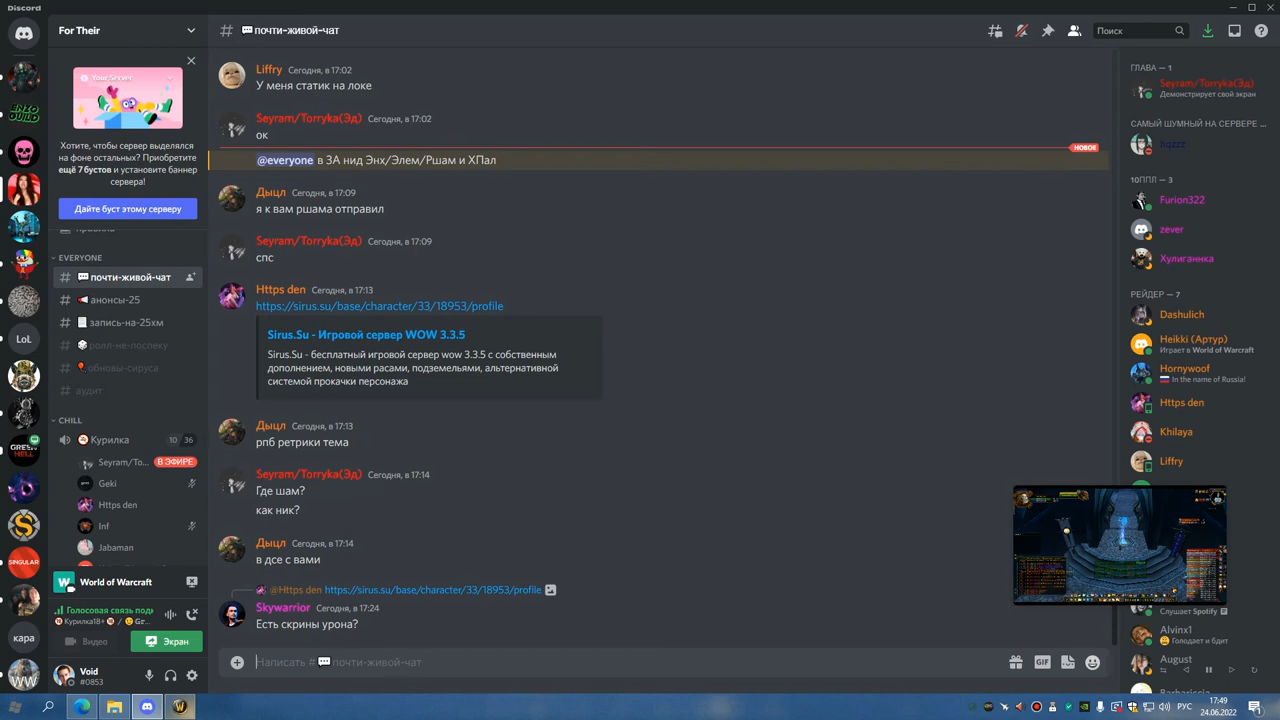 Discord
For Their
почти-живой-чат
Поиск
Your Server
Хотите, чтобы сервер выделялся
на фоне остальных? Приобретите
ещё 7 бустов и установите баннер
сервера!
Дайте буст этому серверу
правила
EVERYONE
почти-живой-чат
анонсы-25
запись-на-25хм
ролл-не-поспеку
обновы-сируса
аудит
CHILL
Курилка 10 36
Seyram/To... В ЭФИРЕ
Geki
Https den
Inf
Jabaman
World of Warcraft
Голосовая связь подк
Курилка18+ /
Видео
Экран
Void
#0853
ENZO
BUILD
LoL
GREEN
HELL
SINGULAR
кара
Liffry Сегодня, в 17:02
У меня статик на локе
Seyram/Torryka(Эд) Сегодня, в 17:02
ок
НОВОЕ
@everyone в ЗА нид Энх/Элем/Ршам и ХПал
Дыцл Сегодня, в 17:09
я к вам ршама отправил
Seyram/Torryka(Эд) Сегодня, в 17:09
спс
Https den Сегодня, в 17:13
https://sirus.su/base/character/33/18953/profile
Sirus.Su - Игровой сервер WOW 3.3.5
Sirus.Su - бесплатный игровой сервер wow 3.3.5 с собственным
дополнением, новыми расами, подземельями, альтернативной
системой прокачки персонажа
Дыцл Сегодня, в 17:13
рпб ретрики тема
Seyram/Torryka(Эд) Сегодня, в 17:14
Где шам?
как ник?
Дыцл Сегодня, в 17:14
в дсе с вами
@Https den https://sirus.su/base/character/33/18953/profile
Skywarrior Сегодня, в 17:24
Есть скрины урона?
Написать #почти-живой-чат
GIF
ГЛАВА — 1
Seyram/Torryka(Эд)
Демонстрирует свой экран
САМЫЙ ШУМНЫЙ НА СЕРВЕРЕ ...
10ППЛ — 3
Furion322
zever
Хулиганнка
РЕЙДЕР — 7
Dashulich
Heikki (Артур)
Играет в World of Warcraft
Hornywoof
In the name of Russia!
Https den
Khilaya
Liffry
Слушает Spotify
Alvinx1
Голодает и бдит
August
Barbariccia
РУС
17:49
24.06.2022